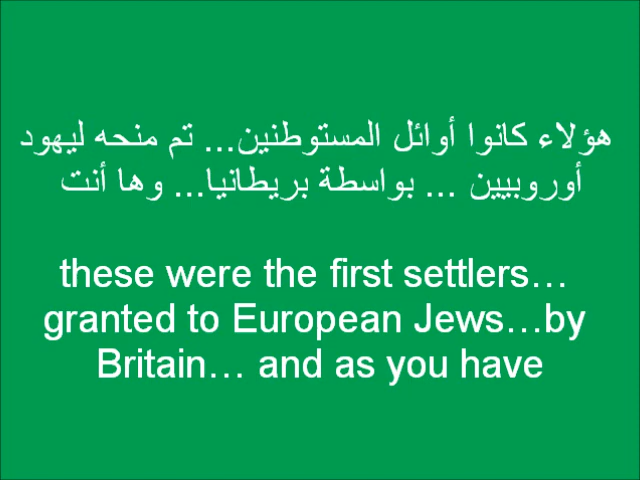 هؤلاء كانوا أوائل المستوطنين... تم منحه ليهود
أوروبيين ... بواسطة بريطانيا... وها أنت
these were the first settlers…
granted to European Jews…by
Britain… and as you have